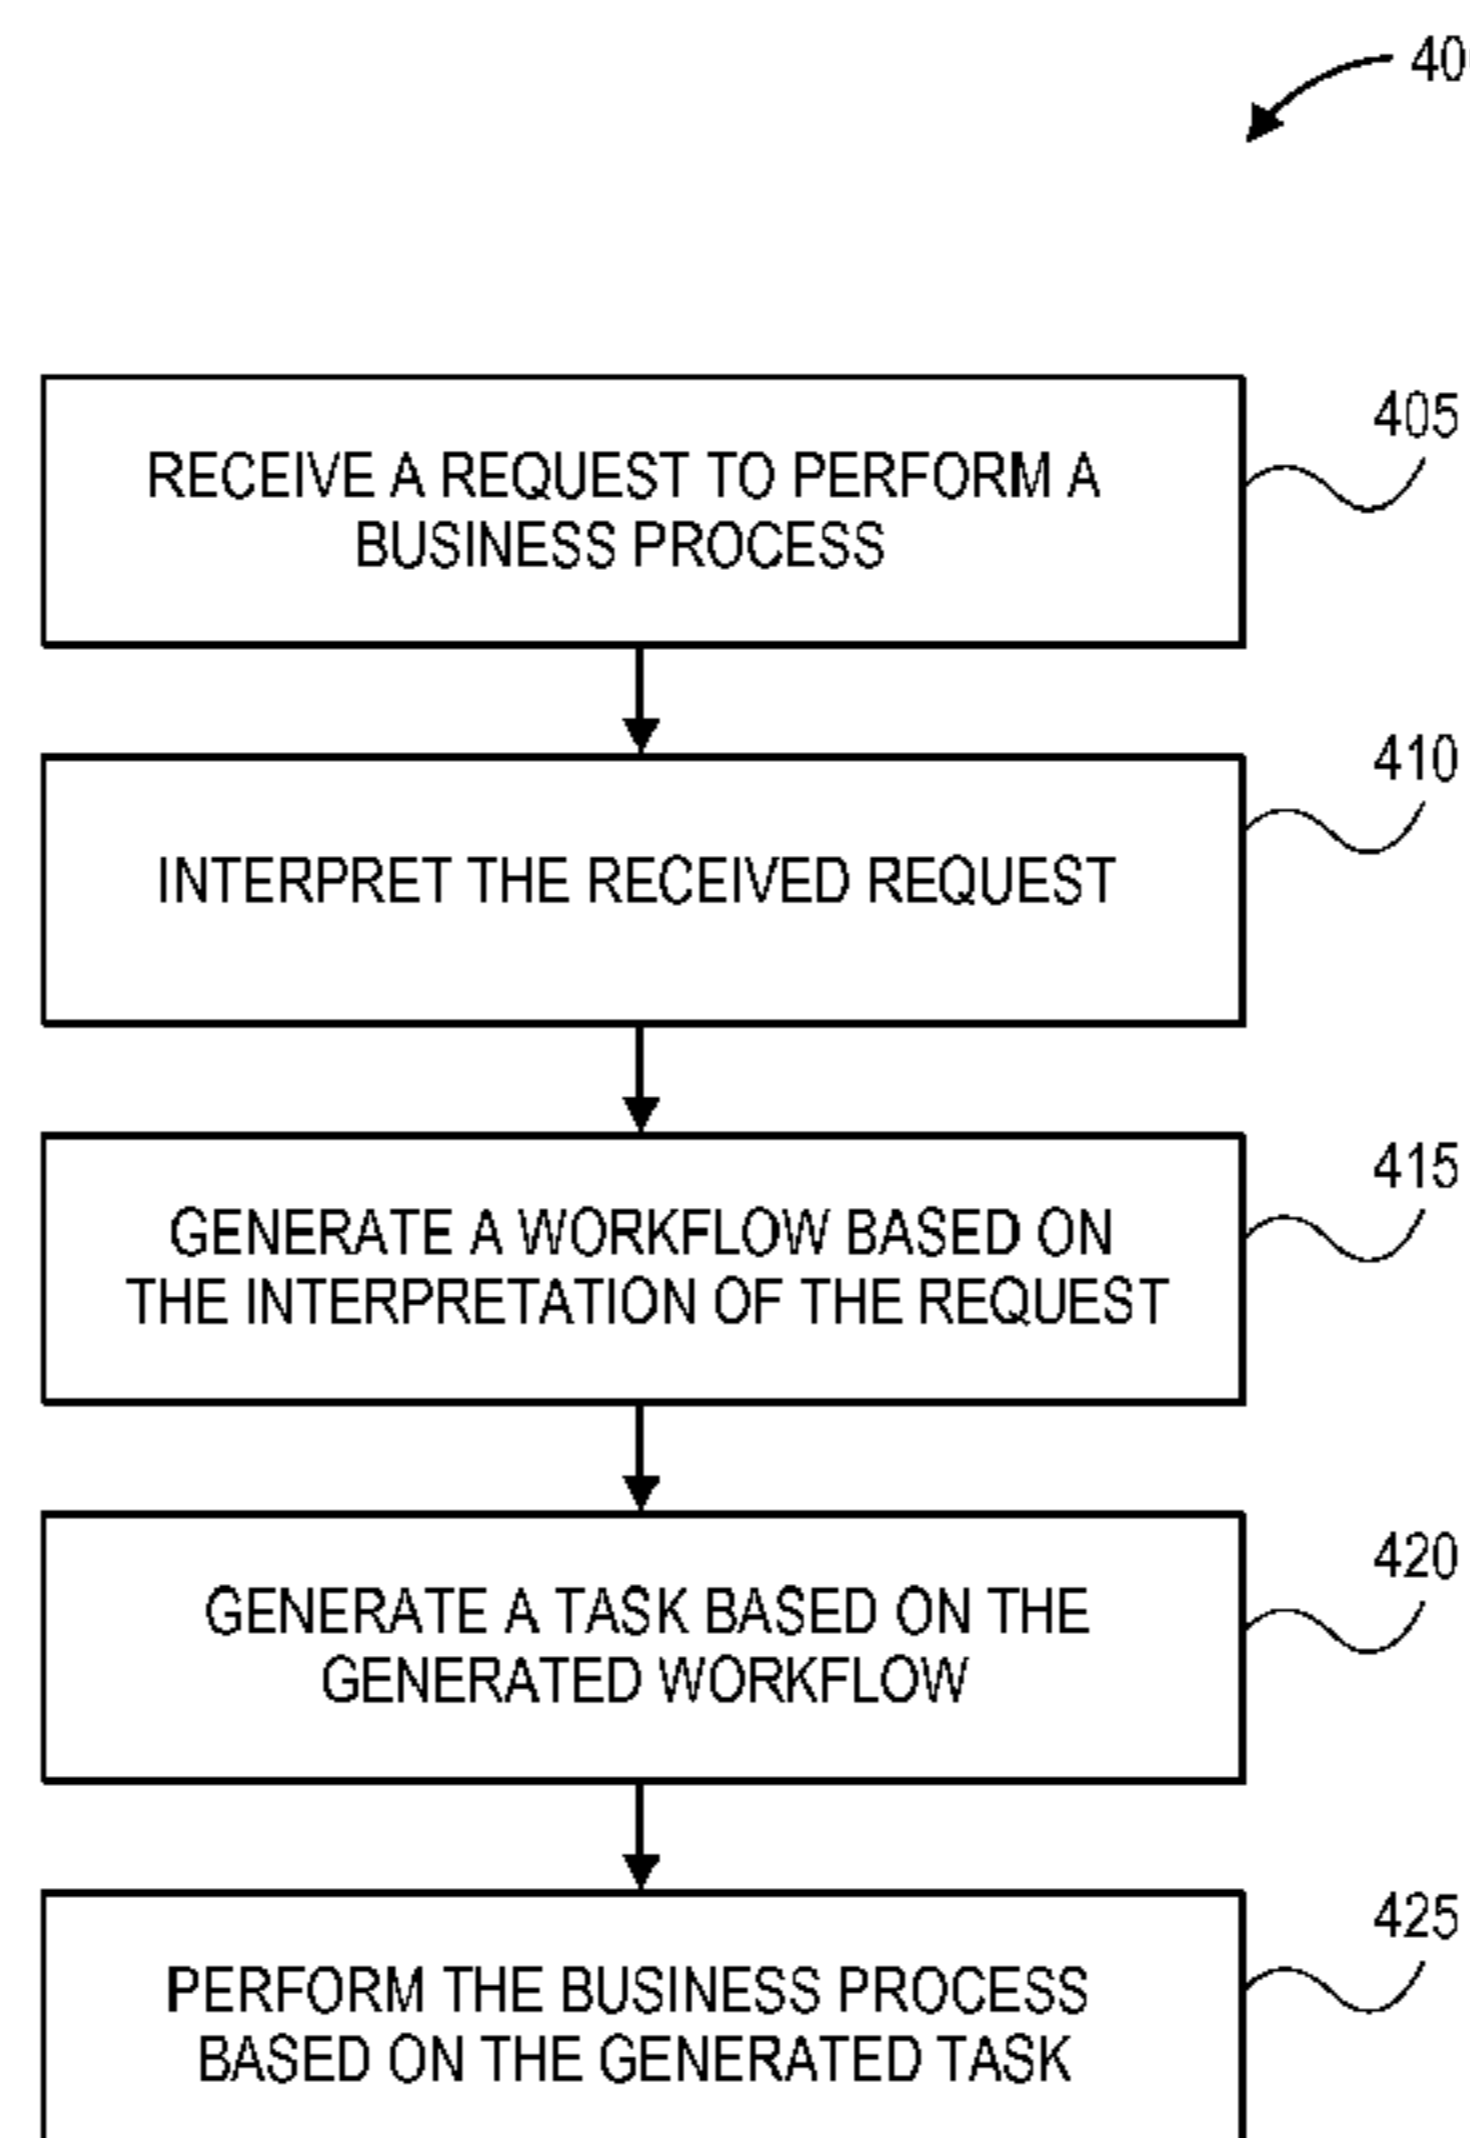 40
RECEIVE A REQUEST TO PERFORM A
BUSINESS PROCESS
405
INTERPRET THE RECEIVED REQUEST
410
GENERATE A WORKFLOW BASED ON
THE INTERPRETATION OF THE REQUEST
415
GENERATE A TASK BASED ON THE
GENERATED WORKFLOW
420
PERFORM THE BUSINESS PROCESS
BASED ON THE GENERATED TASK
425